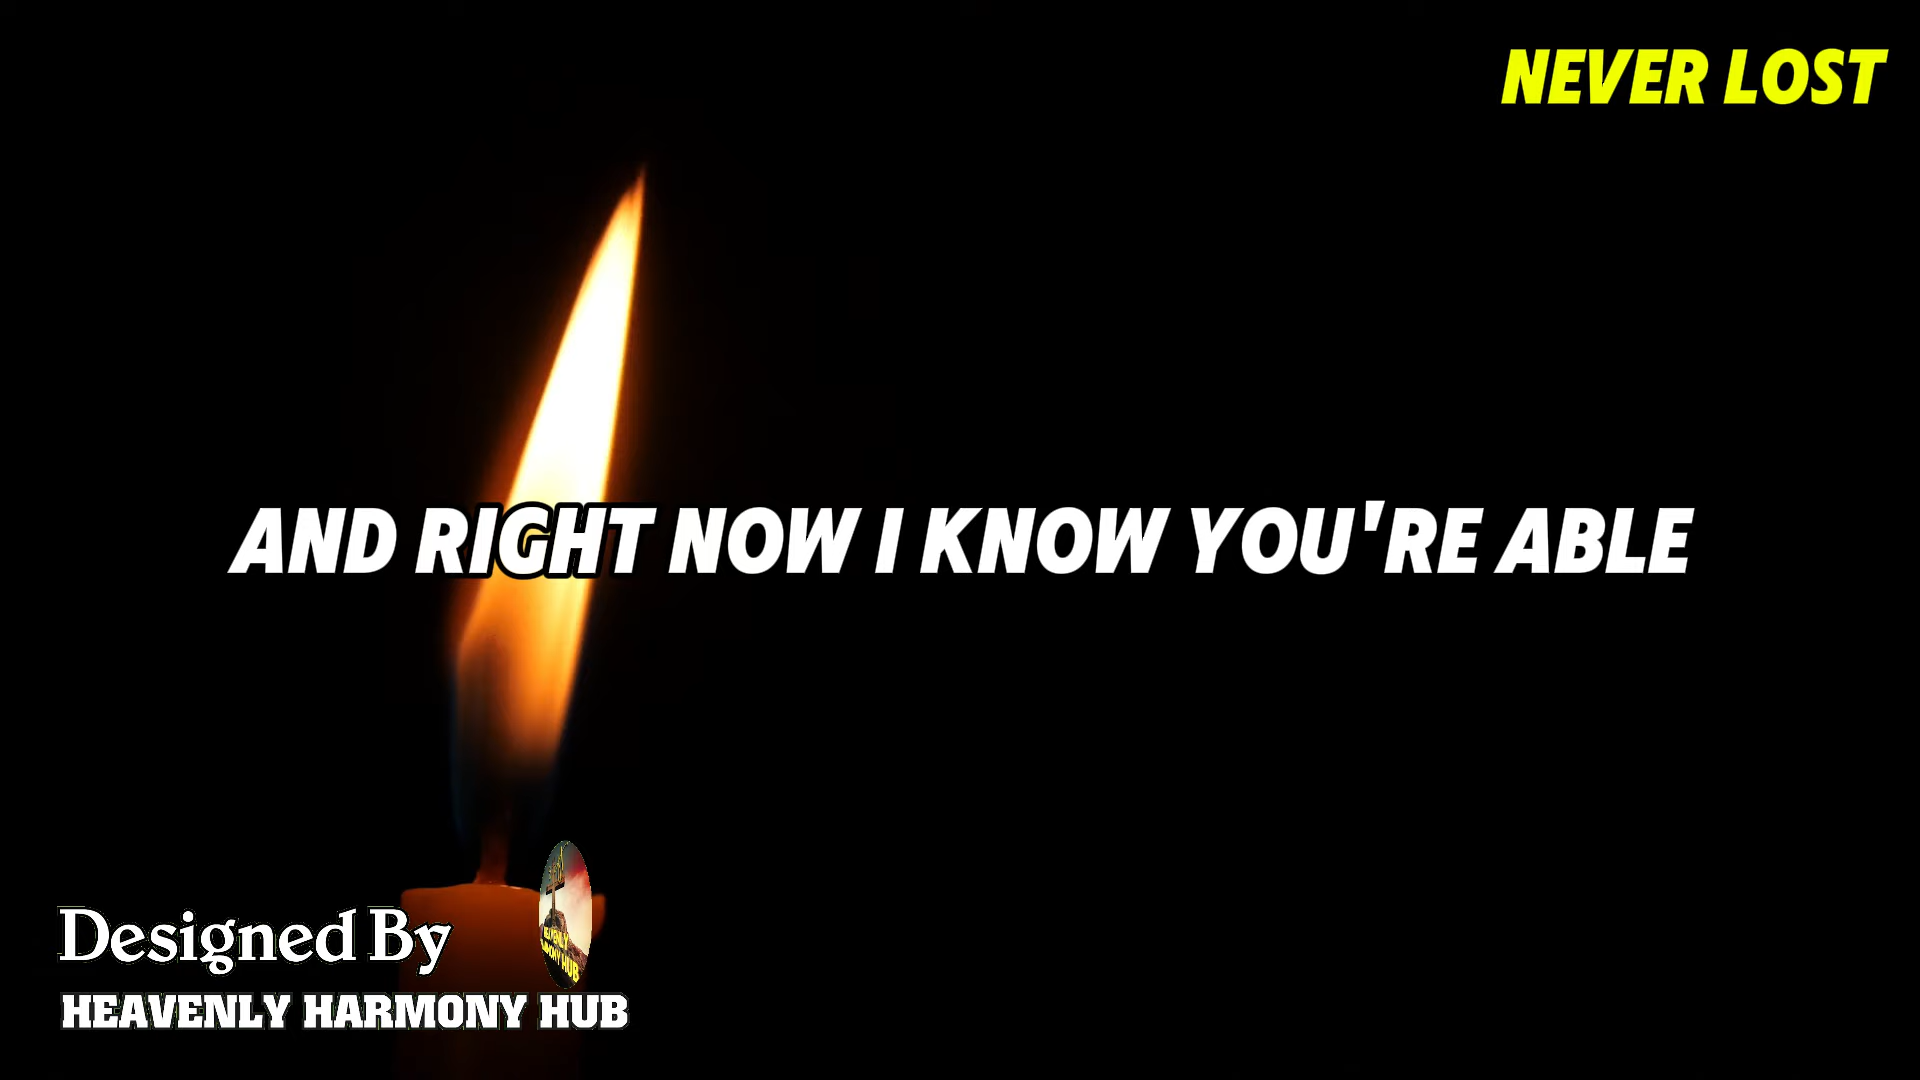 NEVER LOST
AND RIGHT NOW I KNOW YOU'RE ABLE
Designed By
HEAVENLY HARMONY HUB